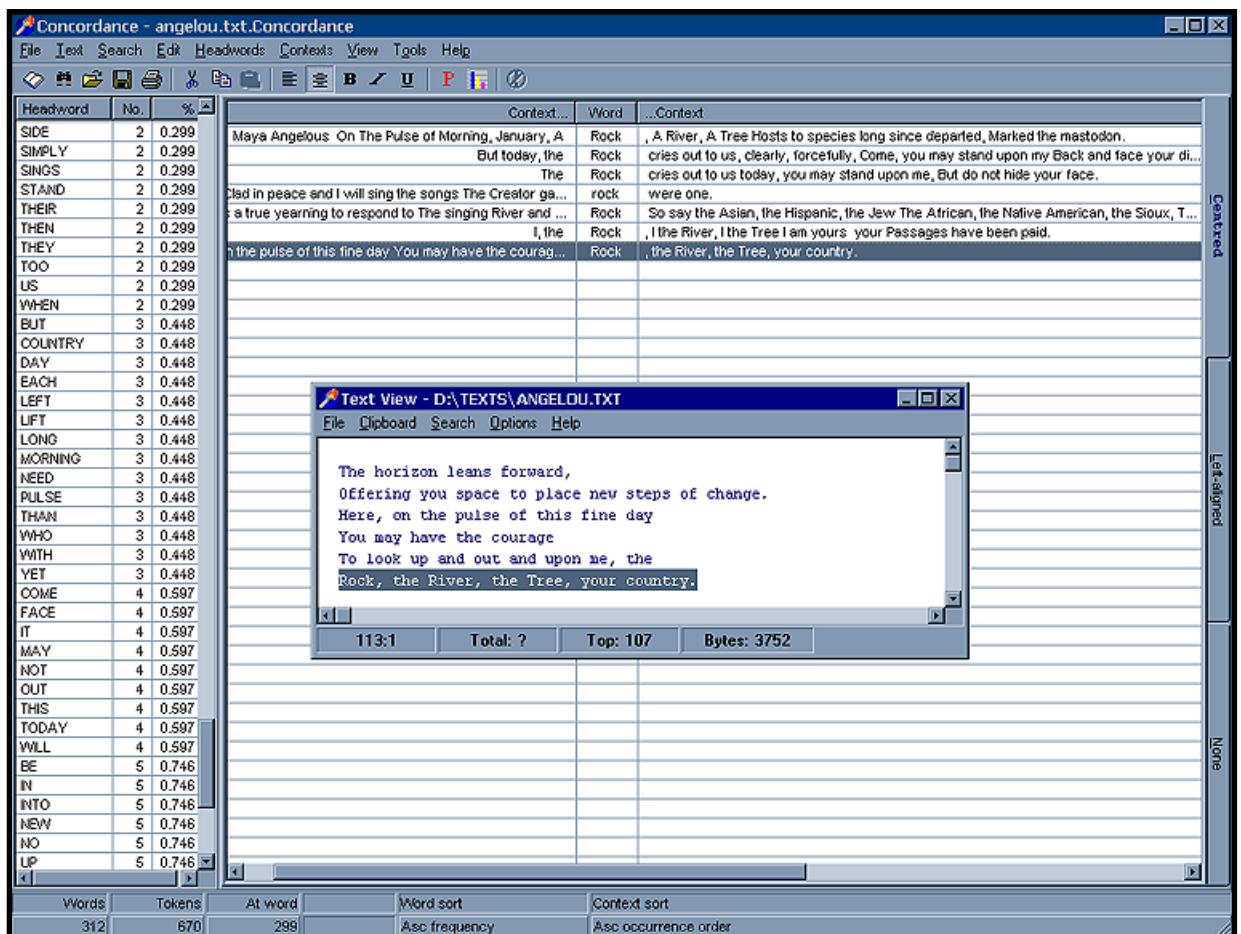 Concordance - angelou.txt.Concordance
File Text Search Edit Headwords Contexts View Tools Help
B I U P
Headword No. %
SIDE 2 0.299
SIMPLY 2 0.299
SINGS 2 0.299
STAND 2 0.299
THEIR 2 0.299
THEN 2 0.299
THEY 2 0.299
TOO 2 0.299
US 2 0.299
WHEN 2 0.299
BUT 3 0.448
COUNTRY 3 0.448
DAY 3 0.448
EACH 3 0.448
LEFT 3 0.448
LIFT 3 0.448
LONG 3 0.448
MORNING 3 0.448
NEED 3 0.448
PULSE 3 0.448
THAN 3 0.448
WHO 3 0.448
WITH 3 0.448
YET 3 0.448
COME 4 0.597
FACE 4 0.597
IT 4 0.597
MAY 4 0.597
NOT 4 0.597
OUT 4 0.597
THIS 4 0.597
TODAY 4 0.597
WILL 4 0.597
BE 5 0.746
IN 5 0.746
INTO 5 0.746
NEW 5 0.746
NO 5 0.746
UP 5 0.746
Context... Word ...Context
Maya Angelous On The Pulse of Morning, January, A Rock , A River, A Tree Hosts to species long since departed, Marked the mastodon.
But today, the Rock cries out to us, clearly, forcefully, Come, you may stand upon my Back and face your di...
The Rock cries out to us today, you may stand upon me, But do not hide your face.
Clad in peace and I will sing the songs The Creator ga... rock were one.
a true yearning to respond to The singing River and ... Rock So say the Asian, the Hispanic, the Jew The African, the Native American, the Sioux, T...
I, the Rock , I the River, I the Tree I am yours your Passages have been paid.
the pulse of this fine day You may have the courag... Rock , the River, the Tree, your country.
Centred
Left-aligned
None
Text View - D:\TEXTS\ANGELOU.TXT
File Clipboard Search Options Help
The horizon leans forward,
Offering you space to place new steps of change.
Here, on the pulse of this fine day
You may have the courage
To look up and out and upon me, the
Rock, the River, the Tree, your country.
113:1 Total: ? Top: 107 Bytes: 3752
Words Tokens At word Word sort Context sort
312 670 299 Asc frequency Asc occurrence order